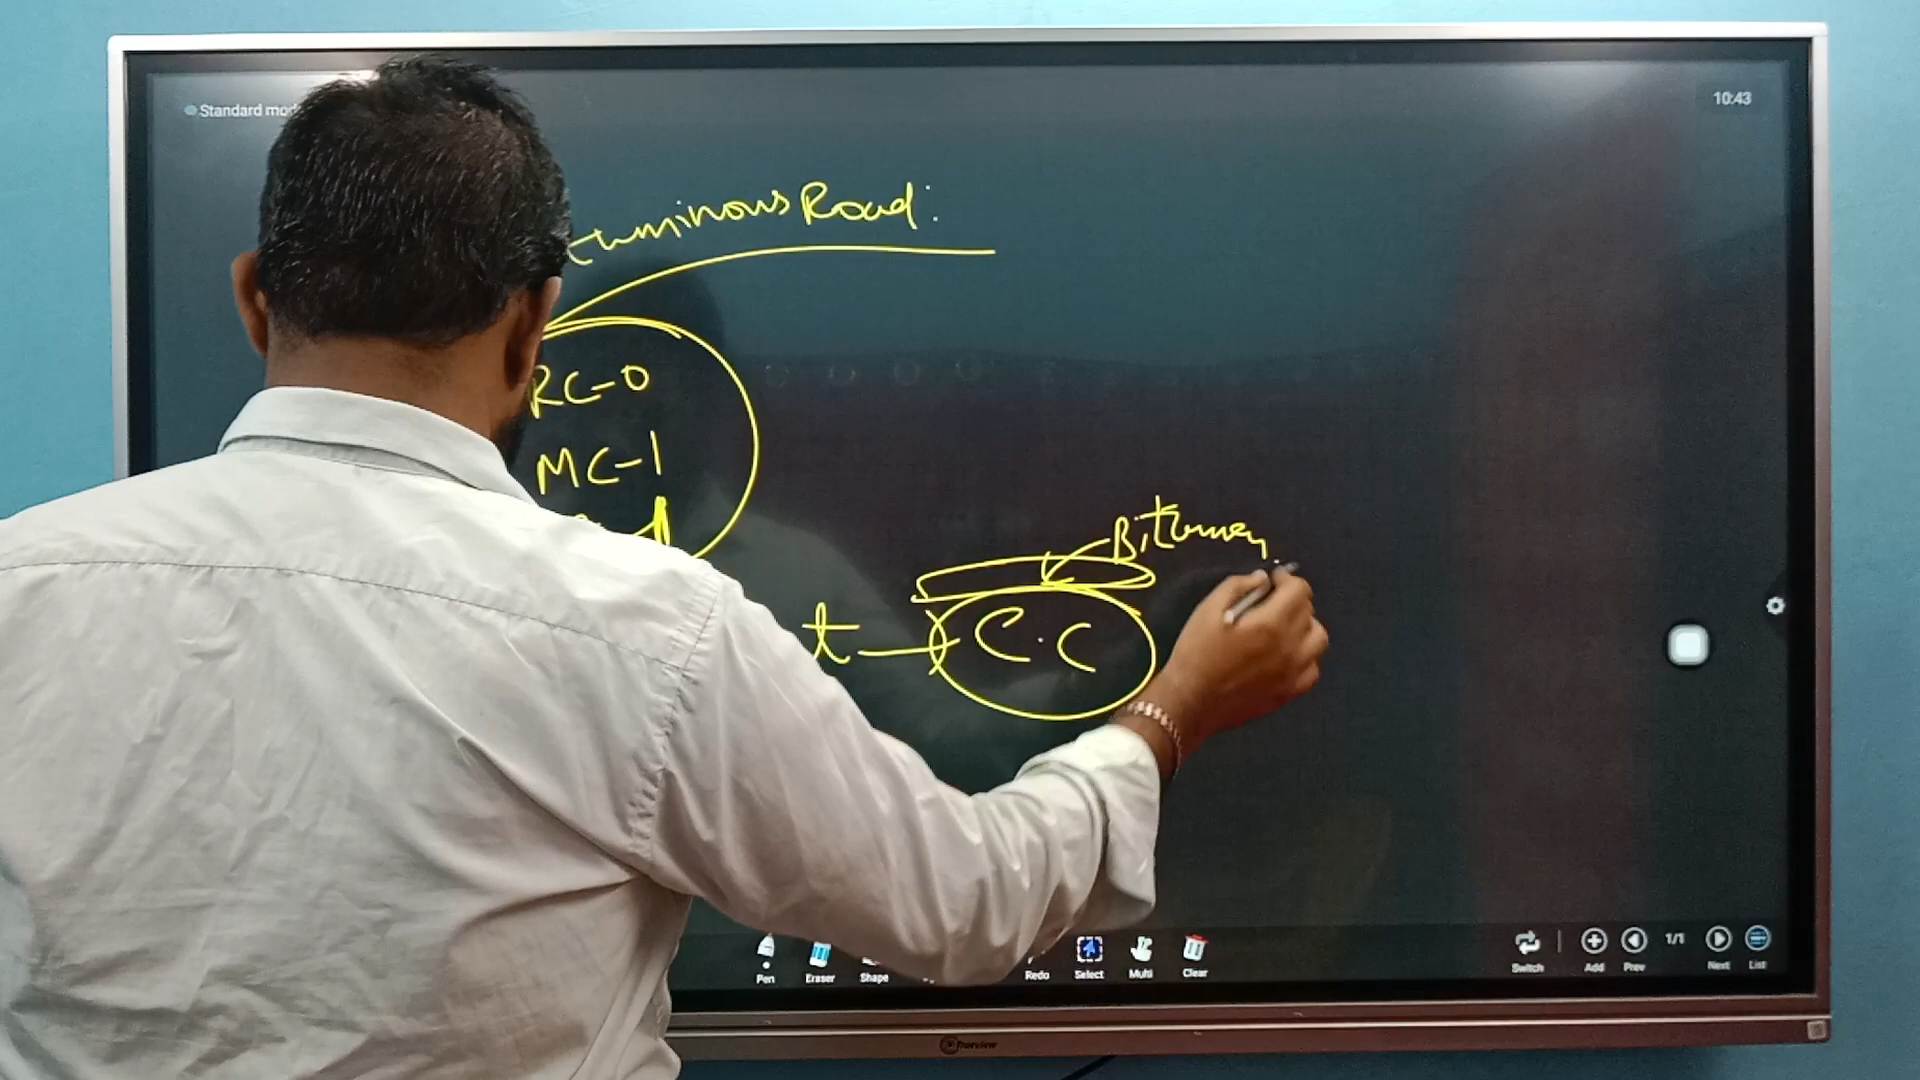 Standard mod
10:43
tuminous Road:
RC-0
MC-1
Bitumen
t C.C
Pen Eraser Shape Redo Select Multi Clear Switch Add Prev 1/1 Next List